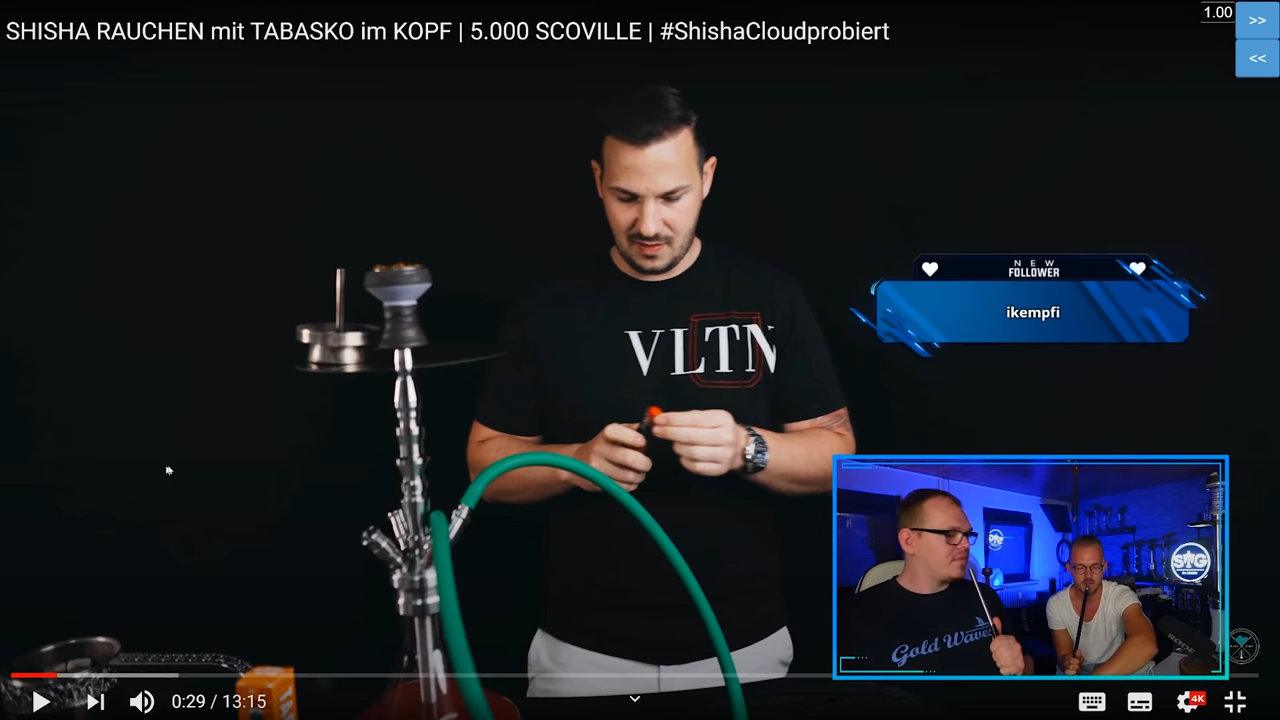 SHISHA RAUCHEN mit TABASKO im KOPF | 5.000 SCOVILLE | #ShishaCloudprobiert
1.00
>>
<<
VLTN
NEW
FOLLOWER
ikempfi
STG
Gold Waves
0:29 / 13:15
4K